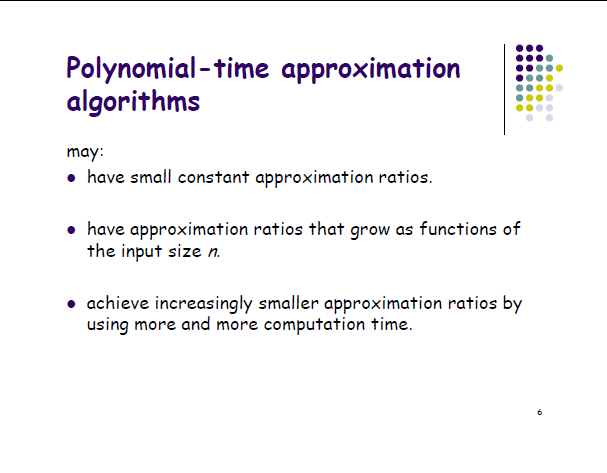 Polynomial-time approximation
algorithms
may:
● have small constant approximation ratios.
● have approximation ratios that grow as functions of
the input size n.
● achieve increasingly smaller approximation ratios by
using more and more computation time.
6